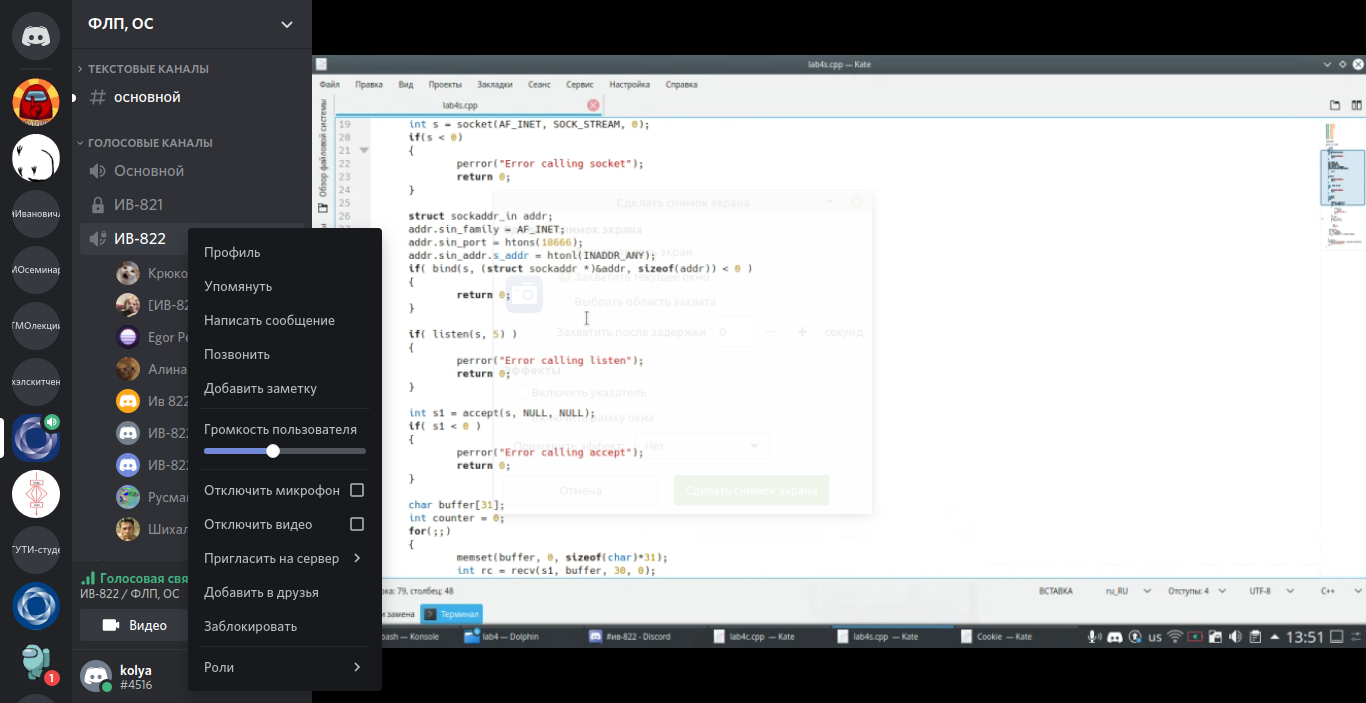 ФЛП, ОС
ТЕКСТОВЫЕ КАНАЛЫ
основной
ГОЛОСОВЫЕ КАНАЛЫ
Основной
ИВ-821
ИВ-822
Крюко
[ИВ-82
Egor Pe
Алина
Ив 822
ИВ-822
ИВ-822
Русма
Шихал
Голосовая свя
ИВ-822 / ФЛП, ОС
Видео
kolya
#4516
1
Профиль
Упомянуть
Написать сообщение
Позвонить
Добавить заметку
Громкость пользователя
Отключить микрофон
Отключить видео
Пригласить на сервер
Добавить в друзья
Заблокировать
Роли
lab4s.cpp — Kate
Файл Правка Вид Проекты Закладки Сеанс Сервис Настройка Справка
lab4s.cpp
Обзор файловой системы
19 int s = socket(AF_INET, SOCK_STREAM, 0);
20 if(s < 0)
21 {
22 perror("Error calling socket");
23 return 0;
24 }
25
26 struct sockaddr_in addr;
addr.sin_family = AF_INET;
addr.sin_port = htons(18666);
addr.sin_addr.s_addr = htonl(INADDR_ANY);
if( bind(s, (struct sockaddr *)&addr, sizeof(addr)) < 0 )
{
return 0;
}
if( listen(s, 5) )
{
perror("Error calling listen");
return 0;
}
int s1 = accept(s, NULL, NULL);
if( s1 < 0 )
{
perror("Error calling accept");
return 0;
}
char buffer[31];
int counter = 0;
for(;;)
{
memset(buffer, 0, sizeof(char)*31);
int rc = recv(s1, buffer, 30, 0);
Сделать снимок экрана
снимок экрана
экран
Захватить текущее окно
Выбрать область захвата
Захватить после задержки 0 − + секунд
Эффекты
Включить указатель
Включить рамку окна
Применить эффект: Нет
Отмена Сделать снимок экрана
ка: 79, столбец: 48 ВСТАВКА ru_RU Отступы: 4 UTF-8 C++
и замена Терминал
bash — Konsole lab4 — Dolphin #ив-822 - Discord lab4c.cpp — Kate lab4s.cpp — Kate Cookie — Kate us 13:51